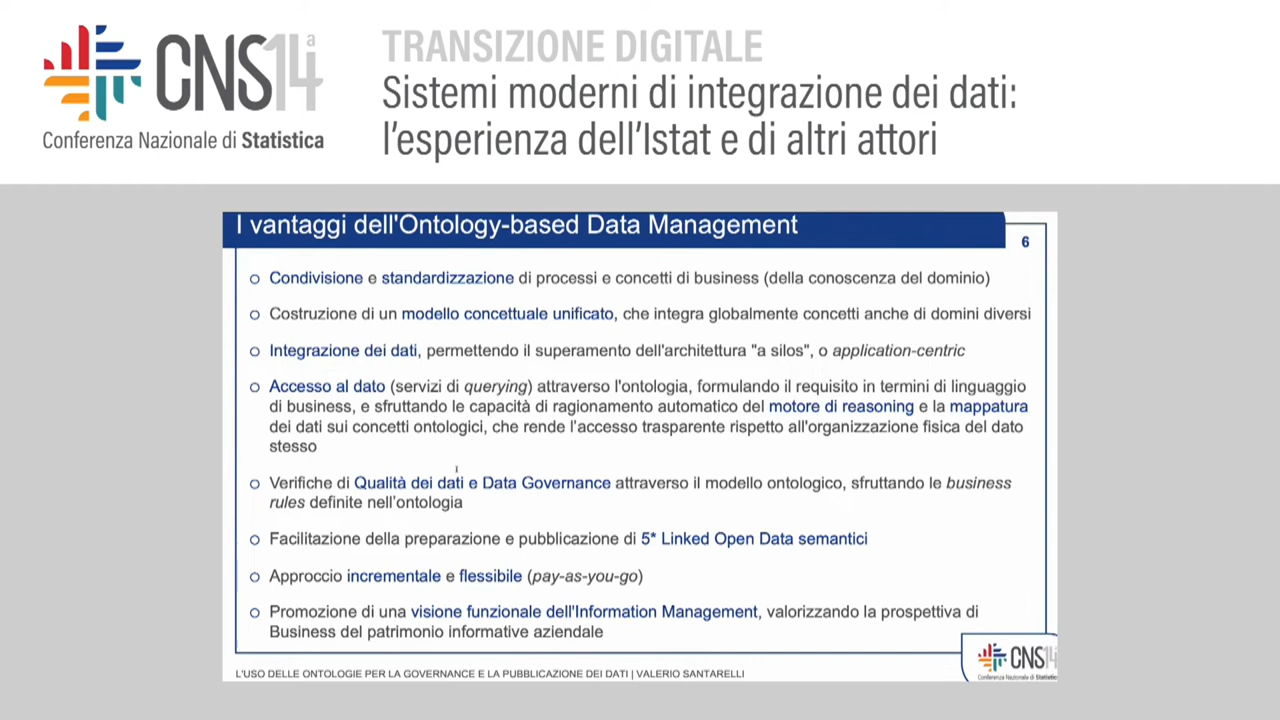 CNS14ª
Conferenza Nazionale di Statistica
TRANSIZIONE DIGITALE
Sistemi moderni di integrazione dei dati:
l'esperienza dell'Istat e di altri attori
I vantaggi dell'Ontology-based Data Management
6
Condivisione e standardizzazione di processi e concetti di business (della conoscenza del dominio)
Costruzione di un modello concettuale unificato, che integra globalmente concetti anche di domini diversi
Integrazione dei dati, permettendo il superamento dell'architettura "a silos", o application-centric
Accesso al dato (servizi di querying) attraverso l'ontologia, formulando il requisito in termini di linguaggio
di business, e sfruttando le capacità di ragionamento automatico del motore di reasoning e la mappatura
dei dati sui concetti ontologici, che rende l'accesso trasparente rispetto all'organizzazione fisica del dato
stesso
Verifiche di Qualità dei dati e Data Governance attraverso il modello ontologico, sfruttando le business
rules definite nell'ontologia
Facilitazione della preparazione e pubblicazione di 5* Linked Open Data semantici
Approccio incrementale e flessibile (pay-as-you-go)
Promozione di una visione funzionale dell'Information Management, valorizzando la prospettiva di
Business del patrimonio informative aziendale
L'USO DELLE ONTOLOGIE PER LA GOVERNANCE E LA PUBBLICAZIONE DEI DATI | VALERIO SANTARELLI
CNS14
Conferenza Nazionale di Statistic